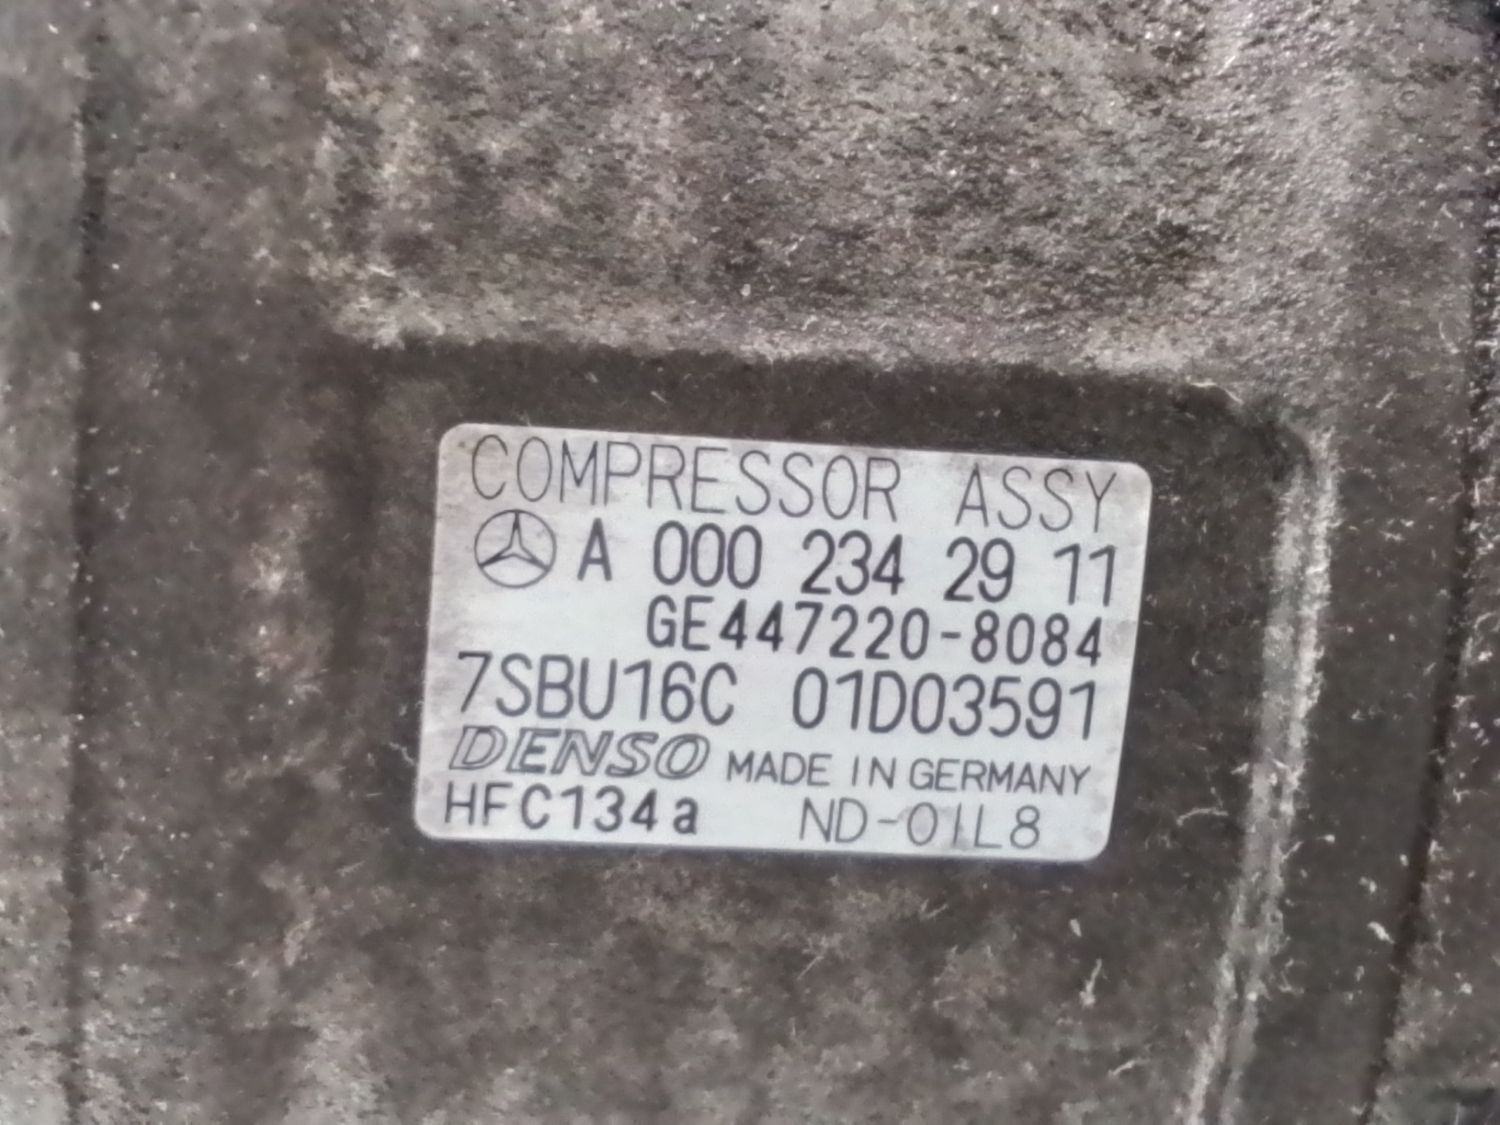 COMPRESSOR ASSY
A 000 234 29 11
GE447220-8084
7SBU16C 01D03591
DENSO MADE IN GERMANY
HFC134a ND-OIL8